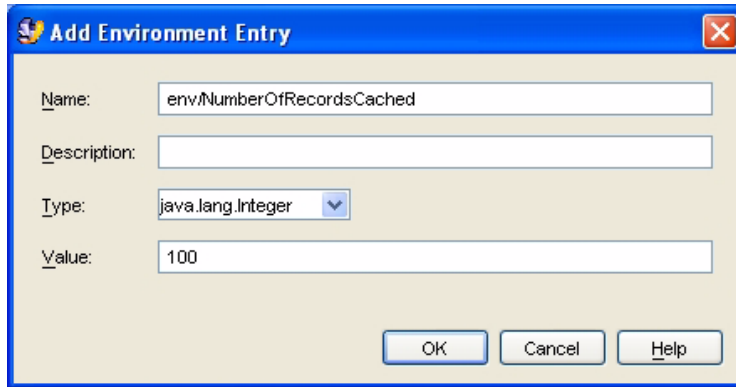 Add Environment Entry
Name: env/NumberOfRecordsCached
Description:
Type: java.lang.Integer
Value: 100
OK Cancel Help